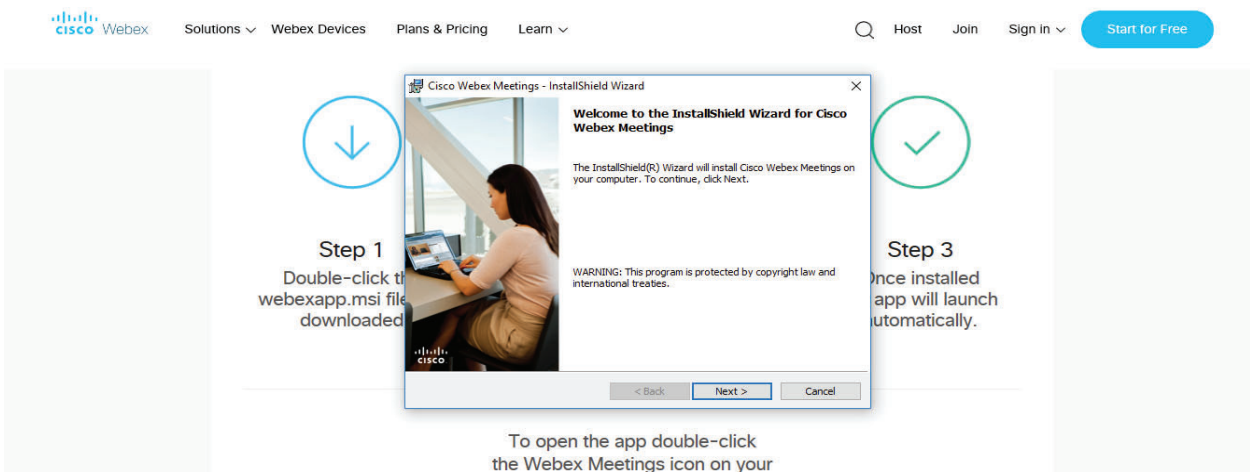 CISCO Webex Solutions Webex Devices Plans & Pricing Learn Host Join Sign in Start for Free
Cisco Webex Meetings - InstallShield Wizard
Welcome to the InstallShield Wizard for Cisco
Webex Meetings
The InstallShield(R) Wizard will install Cisco Webex Meetings on
your computer. To continue, click Next.
WARNING: This program is protected by copyright law and
international treaties.
CISCO
< Back Next > Cancel
Step 1
Double-click
webexapp.msi
downloaded
Step 3
installed
app will launch
To open the app double-click
the Webex Meetings icon on your